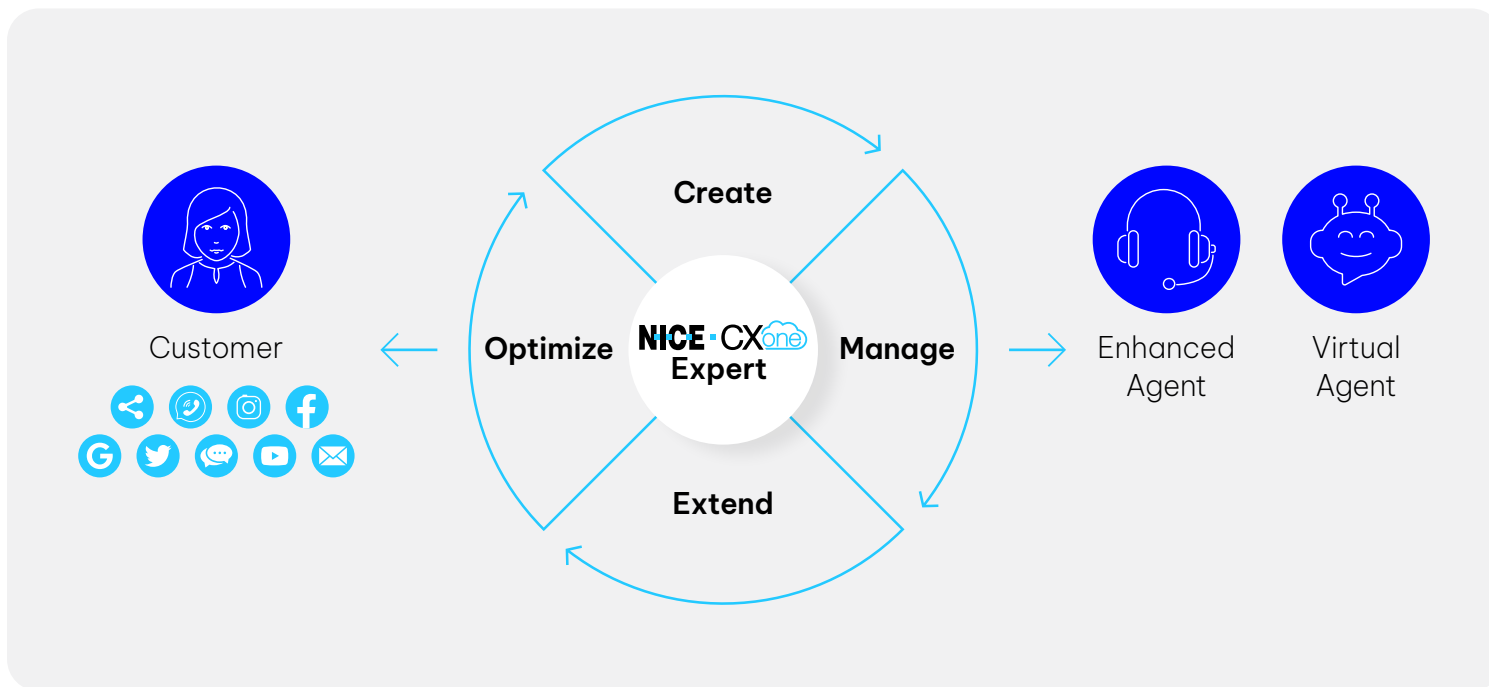 Create
Customer
Optimize
NICE · CXone
Expert
Manage
Enhanced
Agent
Virtual
Agent
Extend